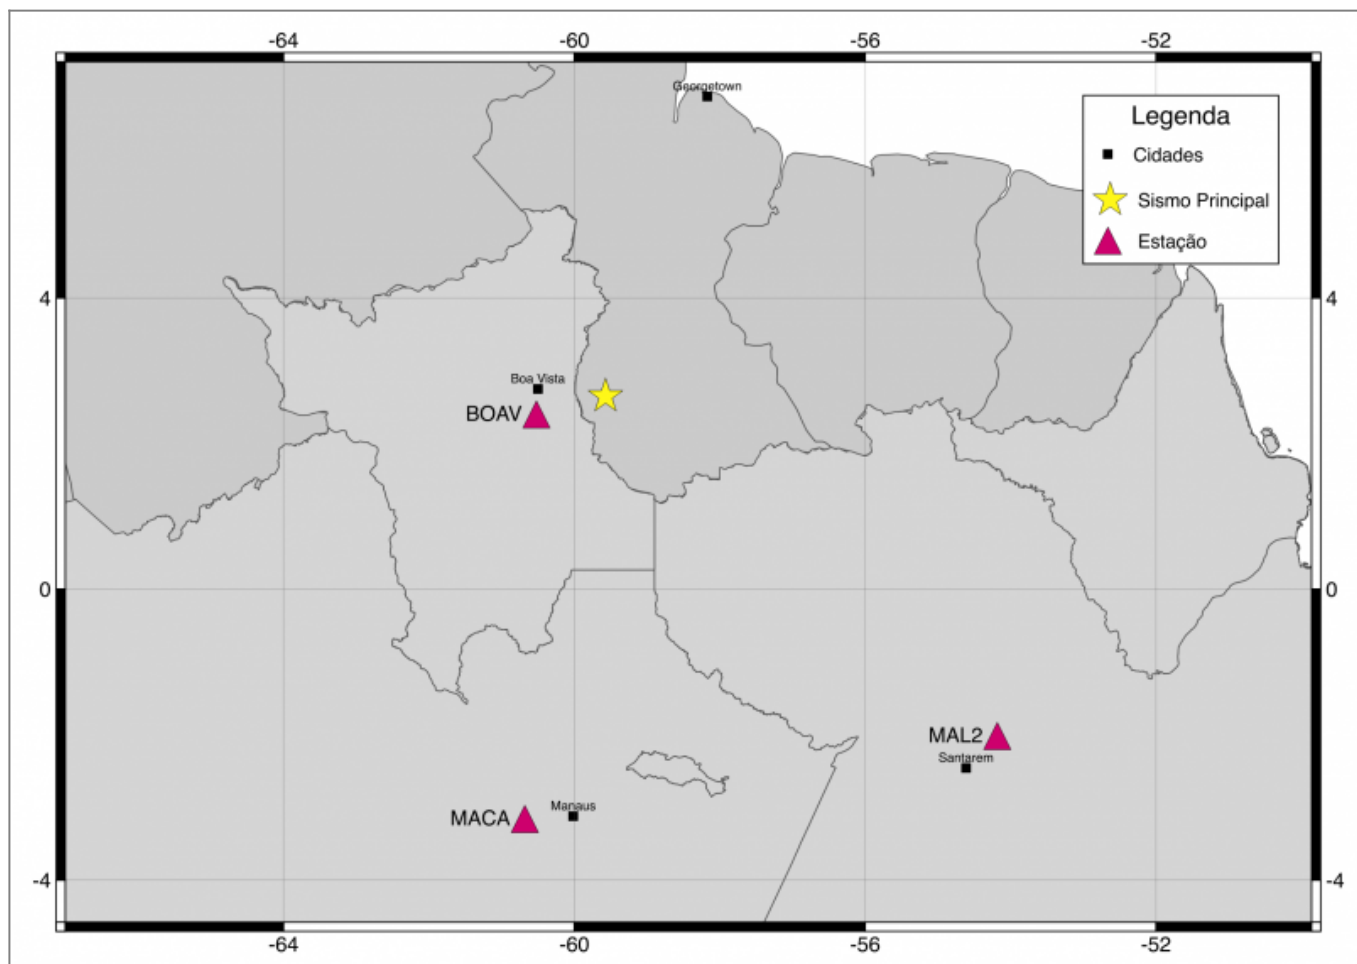 -64 -60 -56 -52
Georgetown
Legenda
Cidades
Sismo Principal
Estação
4 4
Boa Vista
BOAV
0 0
MAL2
Santarem
Manaus
MACA
-4 -4
-64 -60 -56 -52